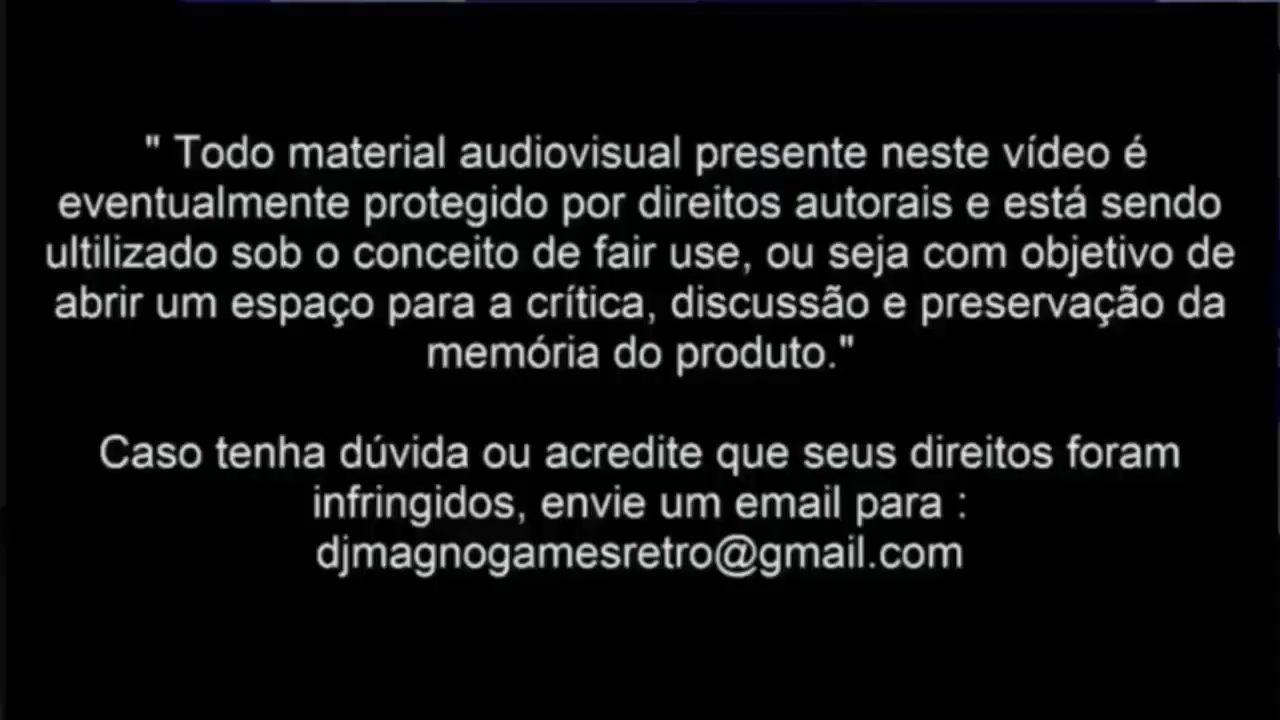 " Todo material audiovisual presente neste vídeo é
eventualmente protegido por direitos autorais e está sendo
ultilizado sob o conceito de fair use, ou seja com objetivo de
abrir um espaço para a crítica, discussão e preservação da
memória do produto."
Caso tenha dúvida ou acredite que seus direitos foram
infringidos, envie um email para :
djmagnogamesretro@gmail.com